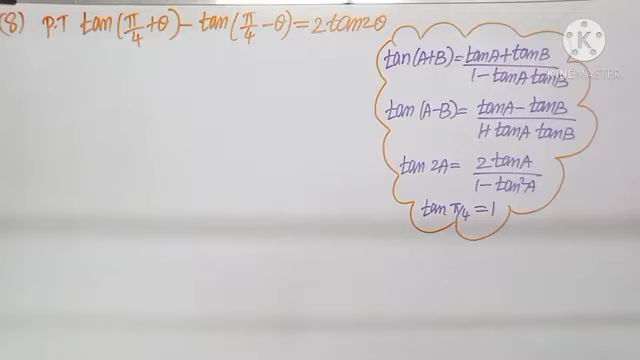 (8) P.T tan(π/4+θ)-tan(π/4-θ)=2tan2θ
tan(A+B)=tanA+tanB/1-tanA tanB
tan(A-B)=tanA-tanB/1+tanA tanB
tan 2A=2tanA/1-tan²A
tan π/4=1
KINEMASTER